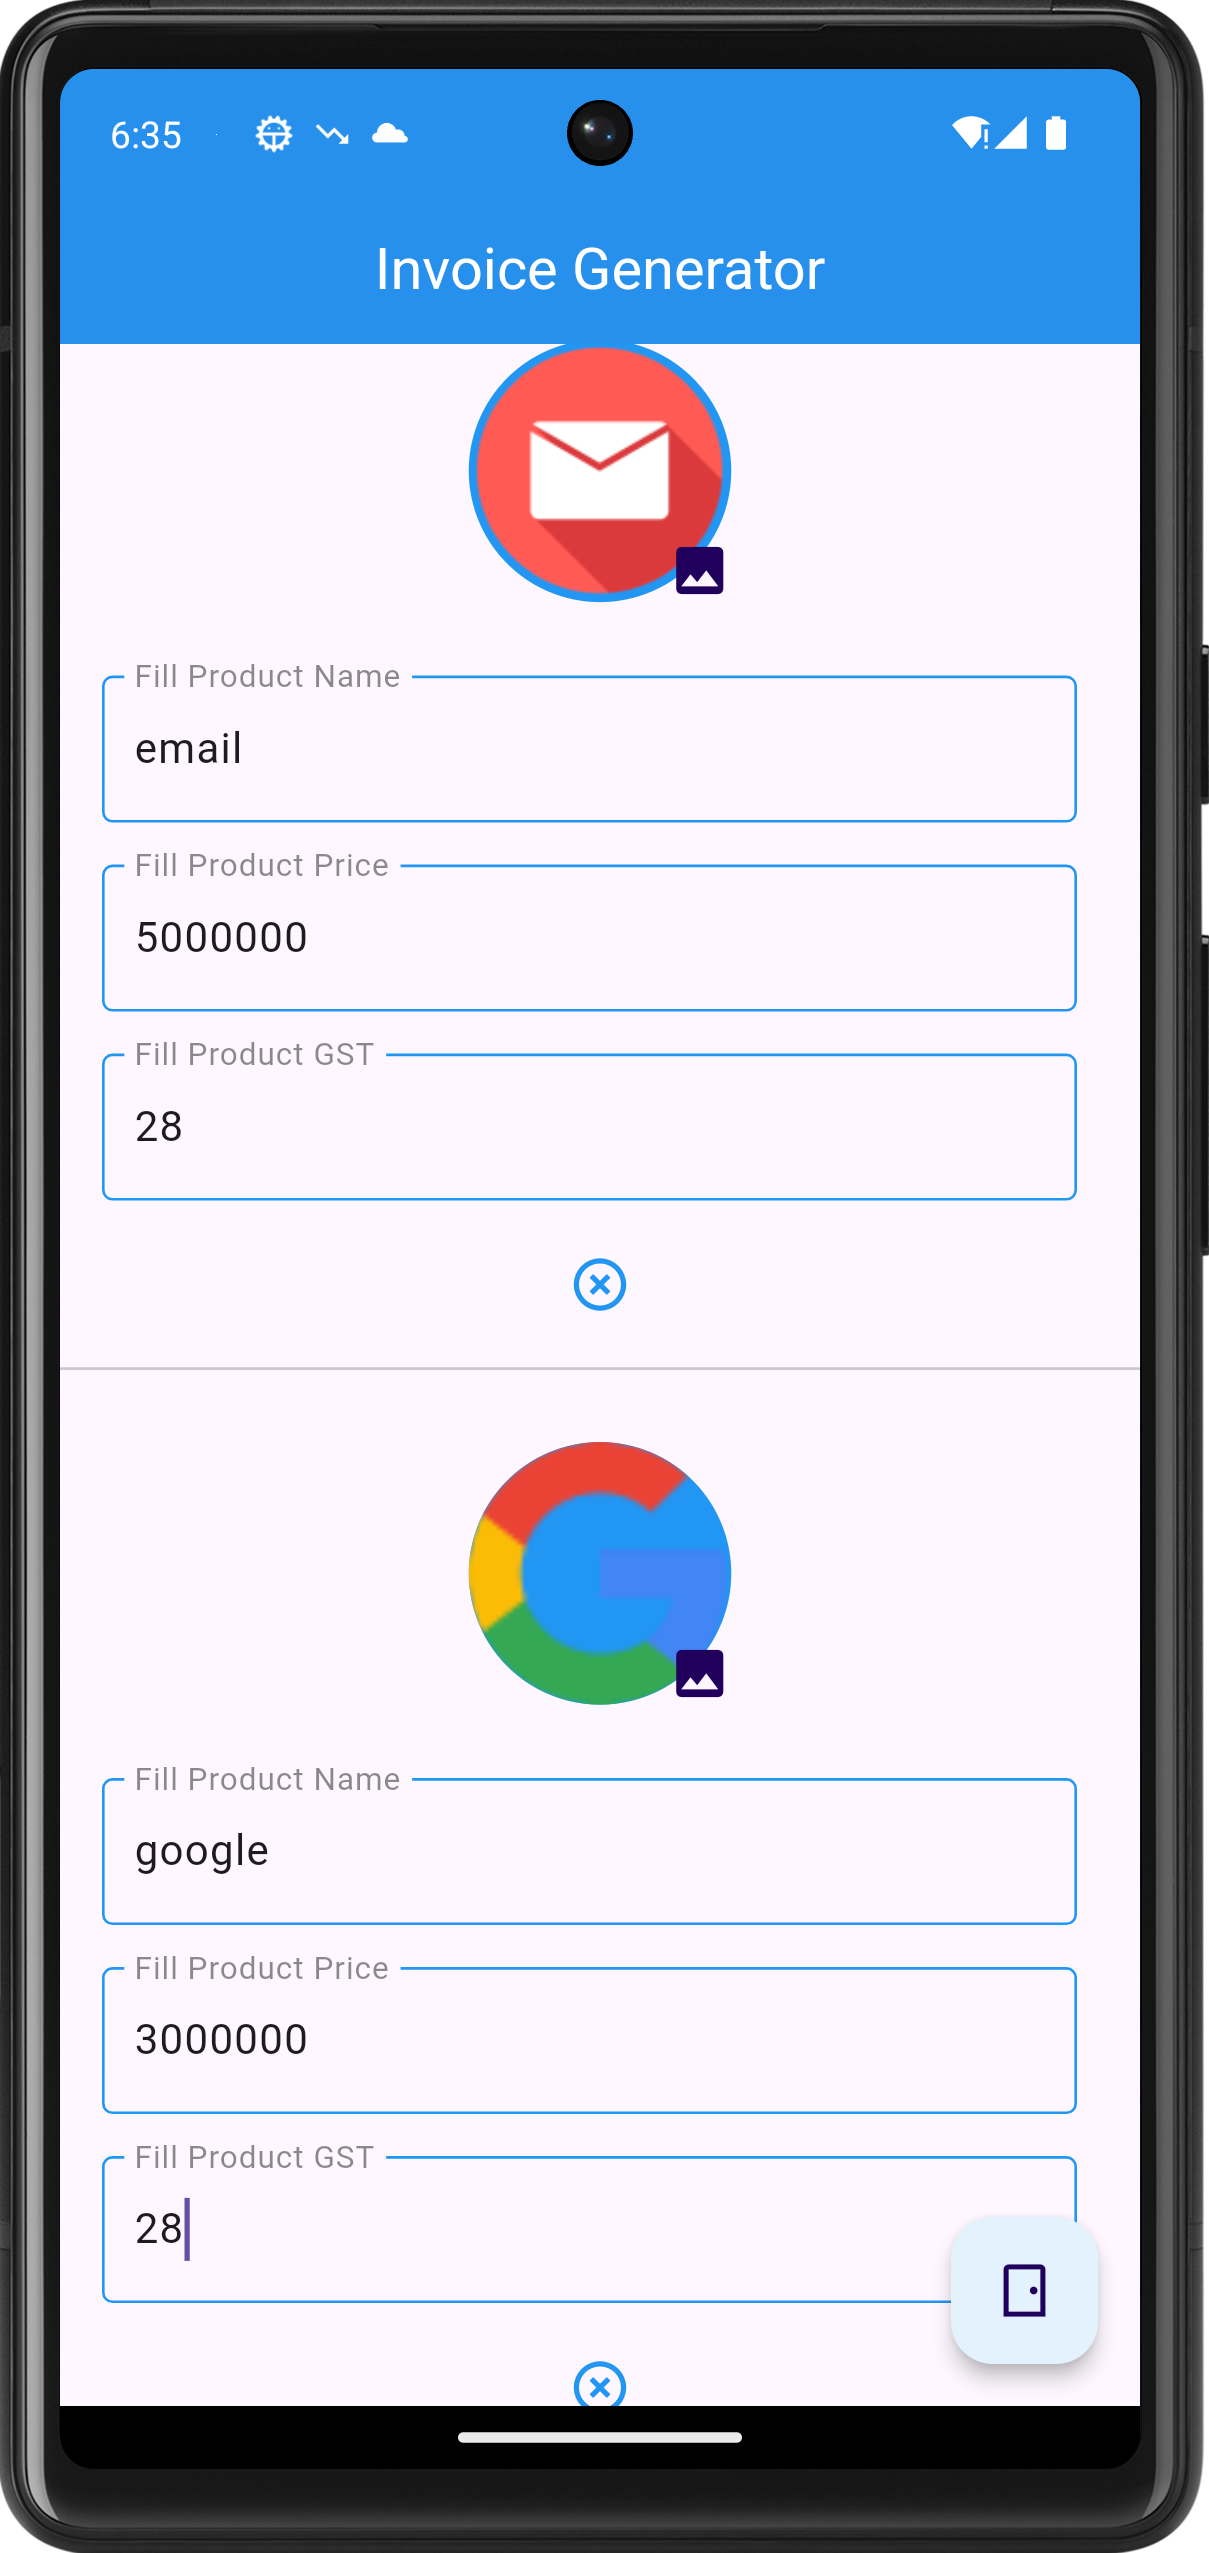 6:35
Invoice Generator
Fill Product Name
email
Fill Product Price
5000000
Fill Product GST
28
Fill Product Name
google
Fill Product Price
3000000
Fill Product GST
28